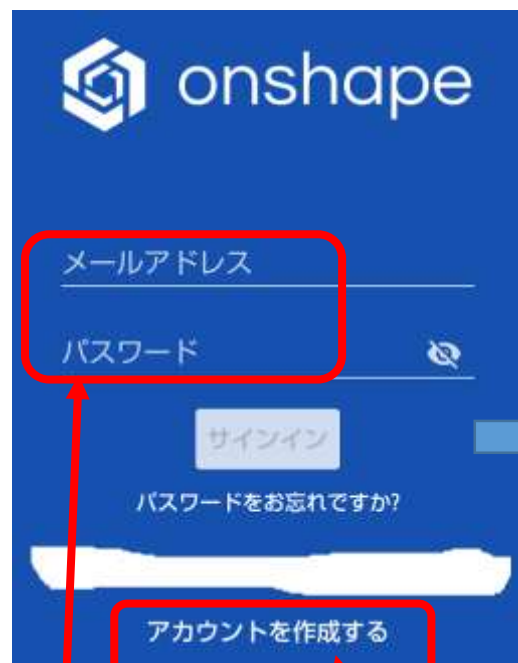 onshape
メールアドレス
パスワード
サインイン
パスワードをお忘れですか?
アカウントを作成する